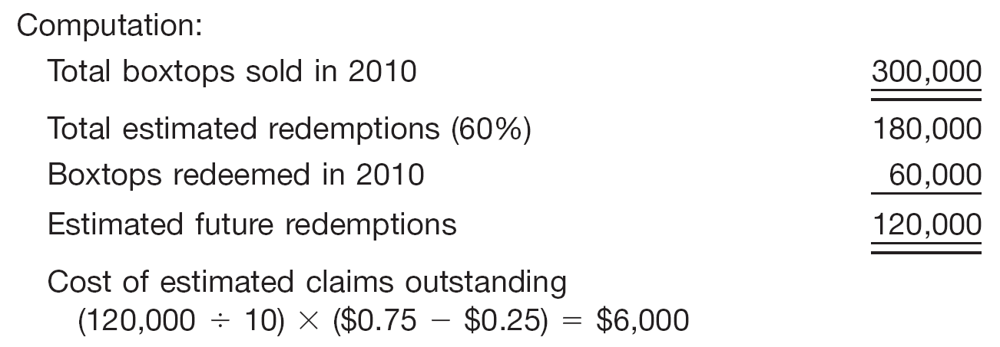 Computation:
Total boxtops sold in 2010 300,000
Total estimated redemptions (60%) 180,000
Boxtops redeemed in 2010 60,000
Estimated future redemptions 120,000
Cost of estimated claims outstanding
(120,000 ÷ 10) × ($0.75 − $0.25) = $6,000